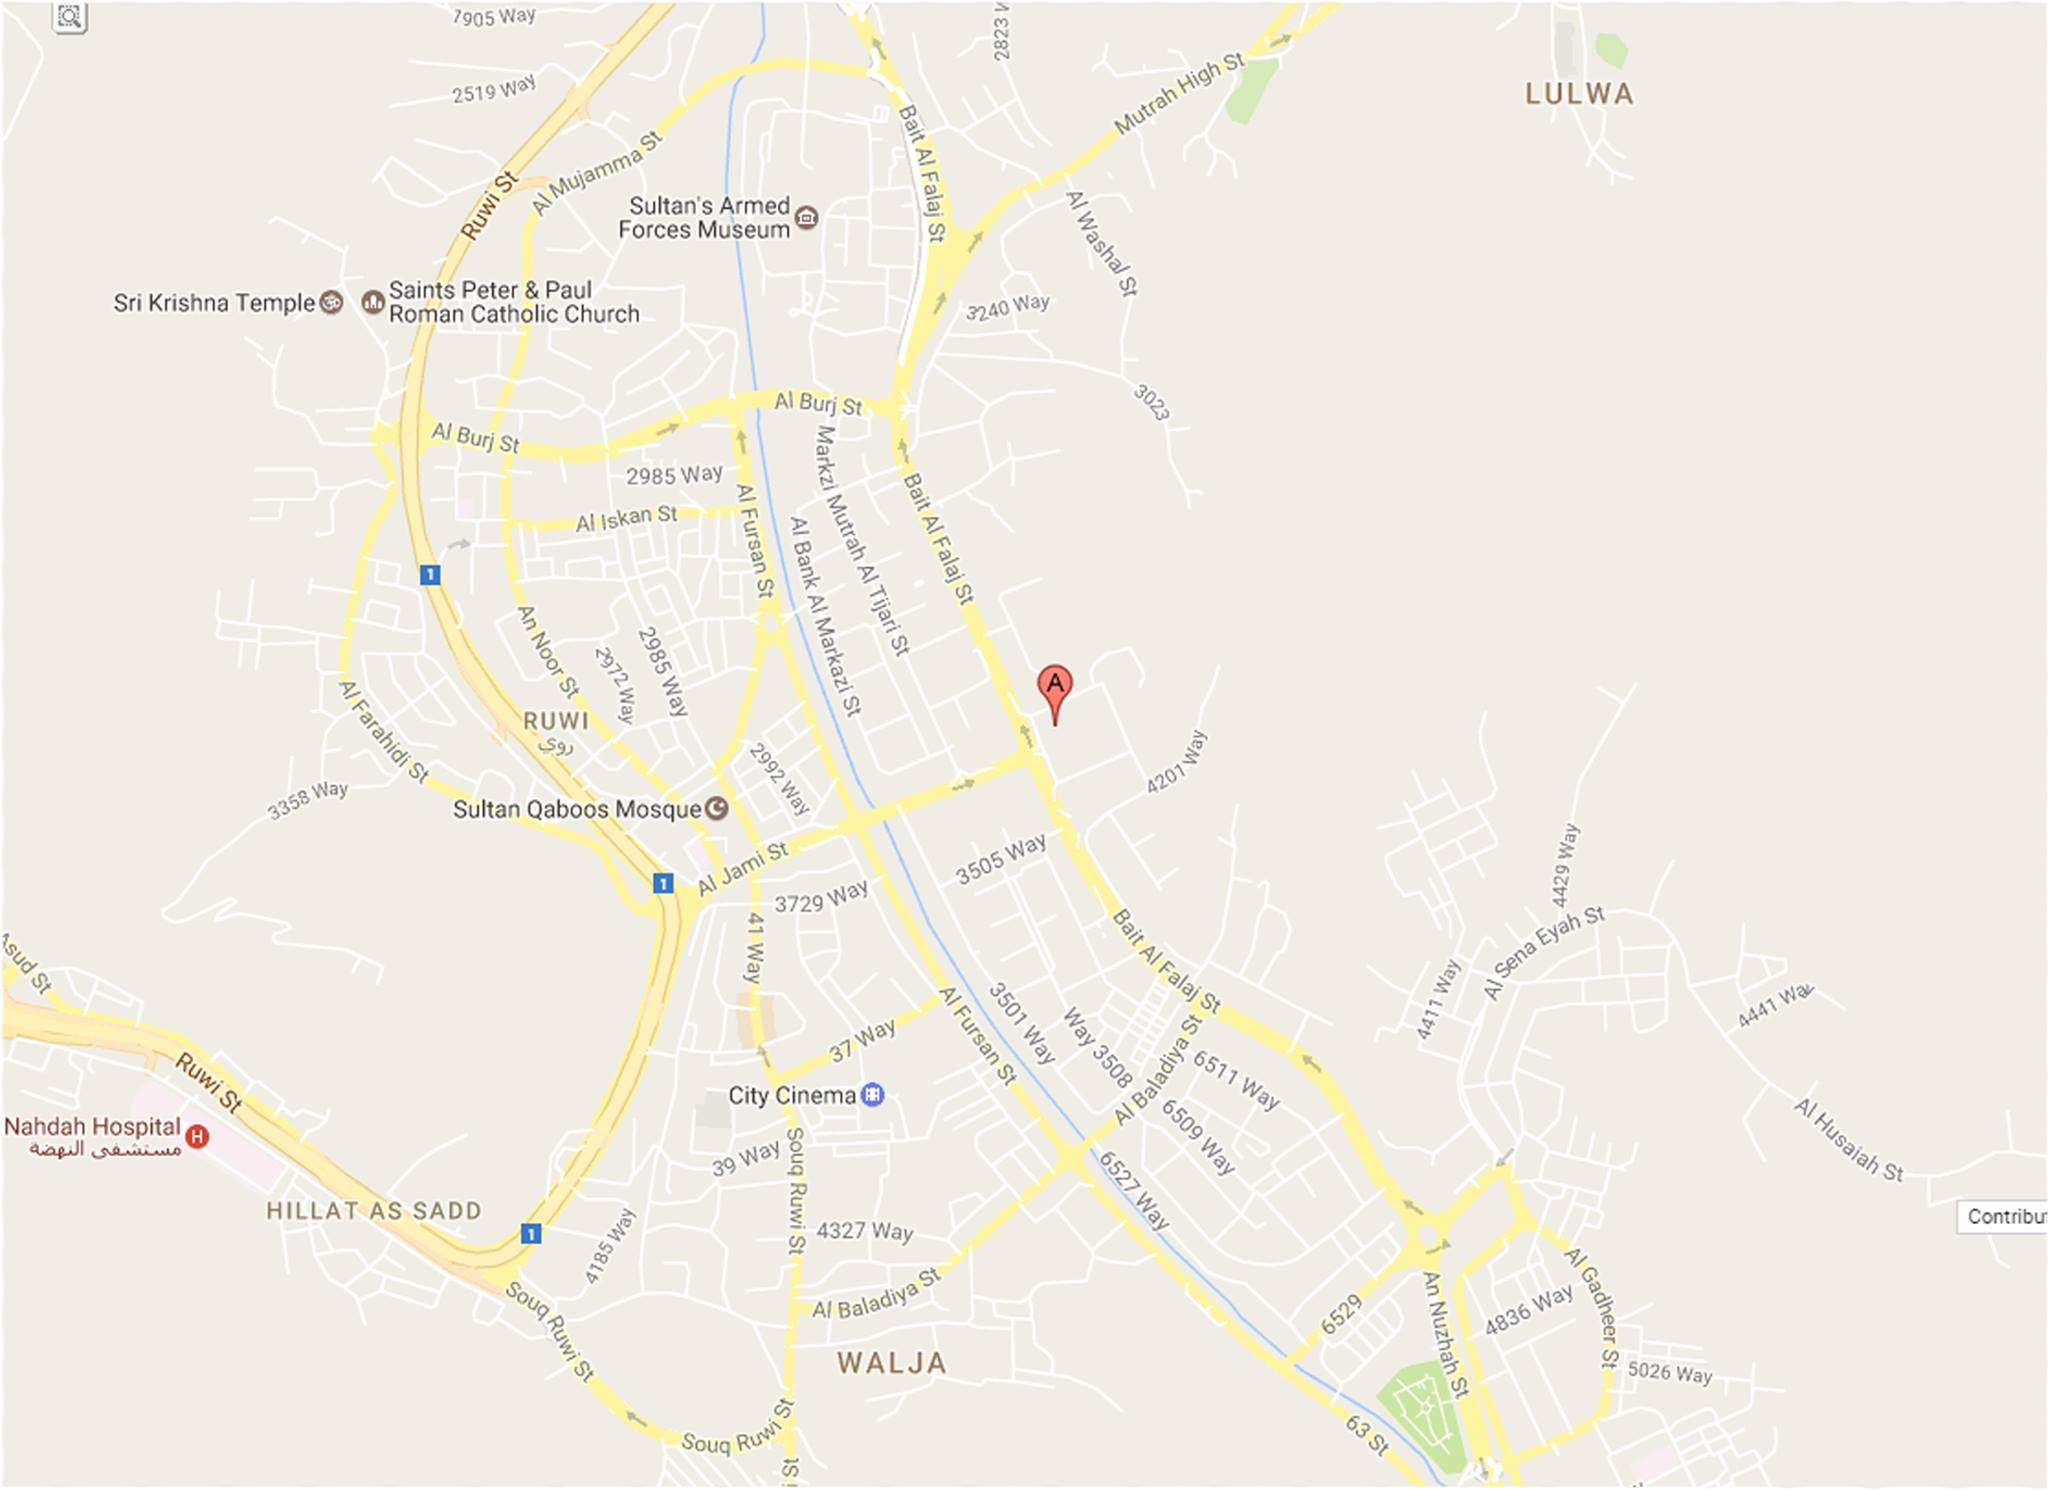 7905 Way
2823 W
2519 Way
Mutrah High St
LULWA
Bait Al Falaj St
Al Mujamma St
Ruwi St
Sultan's Armed
Forces Museum
Al Washal St
Sri Krishna Temple
Saints Peter & Paul
Roman Catholic Church
3240 Way
3023
Al Burj St
Al Burj St
2985 Way
Markzi Mutrah Al Tijari St
Bait Al Falaj St
Al Iskan St
Al Fursan St
Al Bank Al Markazi St
1
An Noor St
2972 Way
2985 Way
A
Al Farahidi St
RUWI
روي
2992 Way
4201 Way
3358 Way
Sultan Qaboos Mosque
Al Jami St
3505 Way
4429 Way
1
3729 Way
41 Way
Bait Al Falaj St
Al Sena Eyah St
Asud St
4411 Way
4441 Way
Al Fursan St
3501 Way
Way 3508
37 Way
Al Baladiya St
6511 Way
Ruwi St
City Cinema
6509 Way
Al Husaiah St
Nahdah Hospital
مستشفى النهضة
H
39 Way
Souq Ruwi St
6527 Way
HILLAT AS SADD
1
4185 Way
4327 Way
Contribu
Al Baladiya St
Al Gadheer St
Souq Ruwi St
6529
An Nuzhah St
4836 Way
WALJA
5026 Way
Souq Ruwi St
63 St
i St